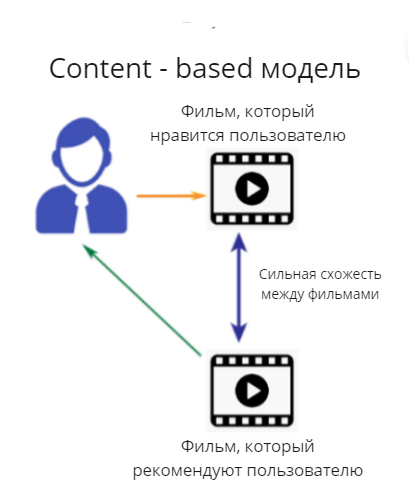 Content - based модель
Фильм, который
нравится пользователю
Сильная схожесть
между фильмами
Фильм, который
рекомендуют пользователю